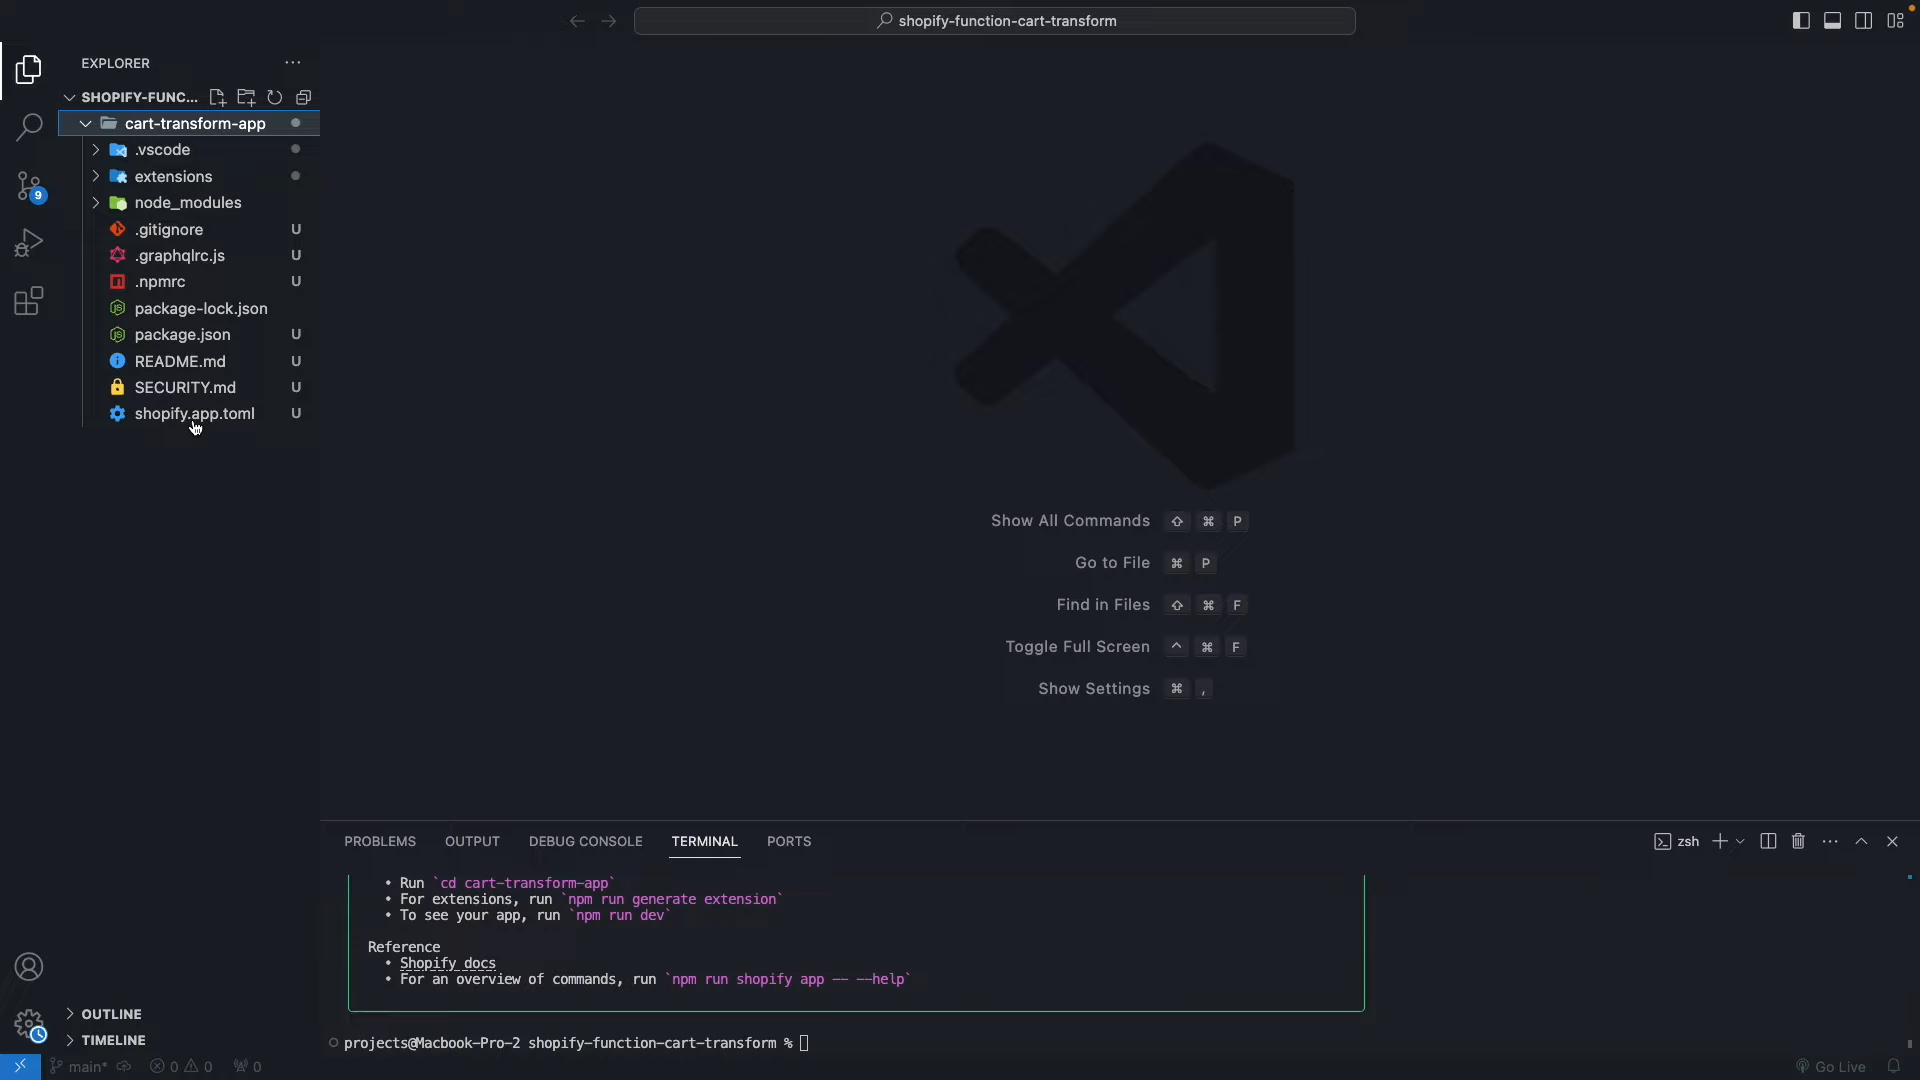 shopify-function-cart-transform
EXPLORER
SHOPIFY-FUNC...
cart-transform-app
.vscode
extensions
node_modules
.gitignore U
.graphqlrc.js U
.npmrc U
package-lock.json
package.json U
README.md U
SECURITY.md U
shopify.app.toml U
9
Show All Commands ⇧ ⌘ P
Go to File ⌘ P
Find in Files ⇧ ⌘ F
Toggle Full Screen ^ ⌘ F
Show Settings ⌘ ,
PROBLEMS OUTPUT DEBUG CONSOLE TERMINAL PORTS
zsh
• Run `cd cart-transform-app`
• For extensions, run `npm run generate extension`
• To see your app, run `npm run dev`
Reference
• Shopify docs
• For an overview of commands, run `npm run shopify app -- --help`
projects@Macbook-Pro-2 shopify-function-cart-transform %
OUTLINE
TIMELINE
main* 0 0 0
Go Live